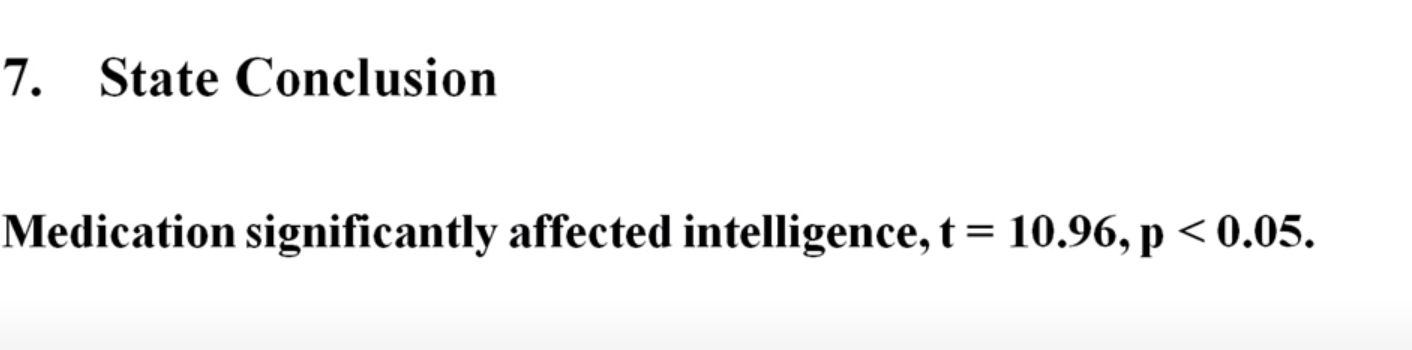 7. State Conclusion
Medication significantly affected intelligence, t = 10.96, p < 0.05.